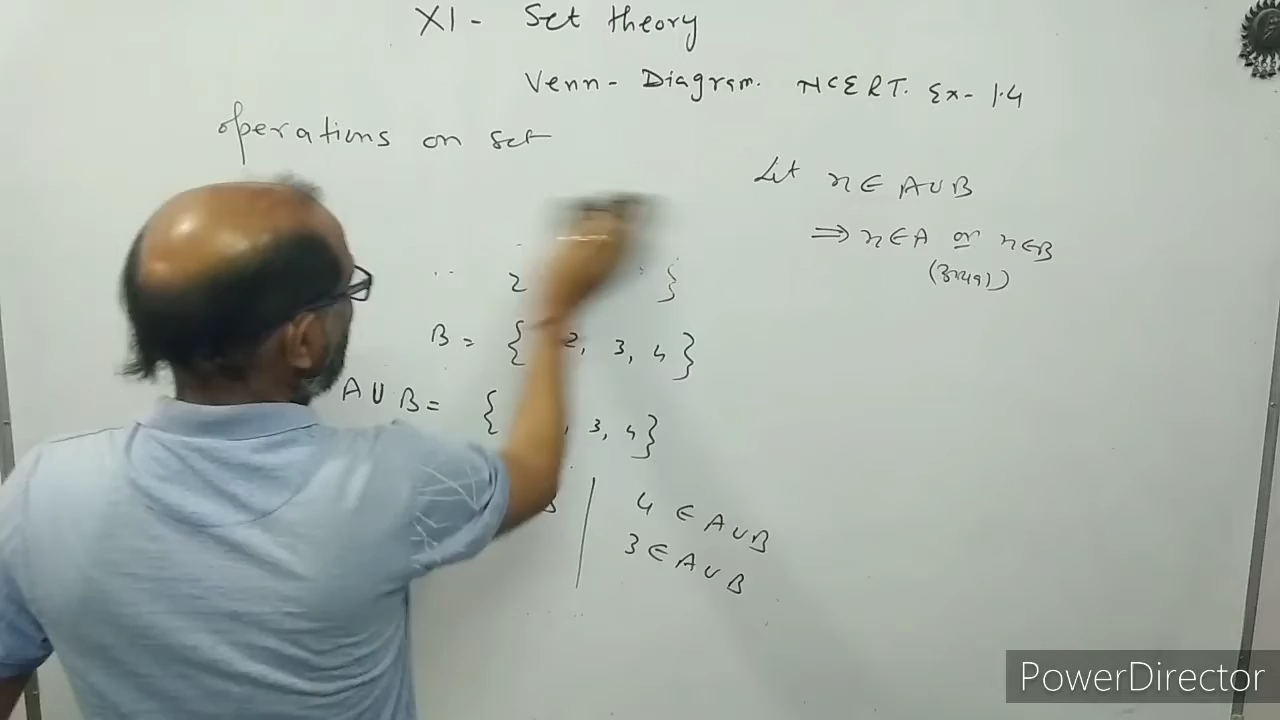 XI - Set theory
Venn - Diagram. NCERT. Ex - 1.4
operations on set
Let x ∈ A ∪ B
⇒ x ∈ A or x ∈ B
(अथवा)
2 }
B = { 2, 3, 4 }
A ∪ B = { , 3, 4 }
B | 4 ∈ A ∪ B
3 ∈ A ∪ B
PowerDirector